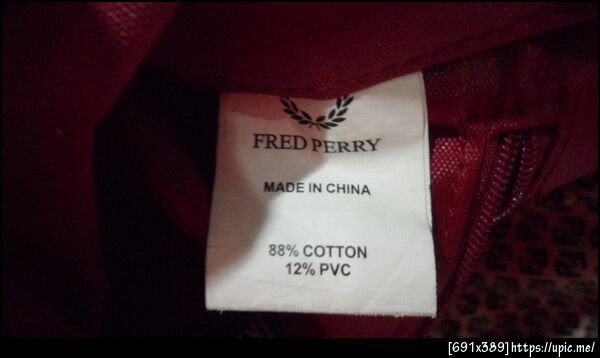 FRED PERRY
MADE IN CHINA
88% COTTON
12% PVC
[691x389]https://upic.me/